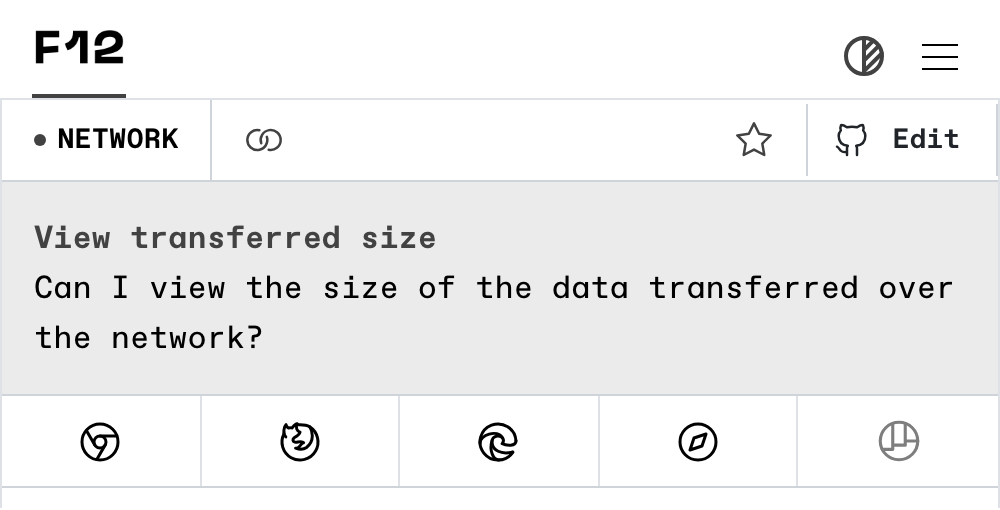 F12
NETWORK
Edit
View transferred size
Can I view the size of the data transferred over
the network?